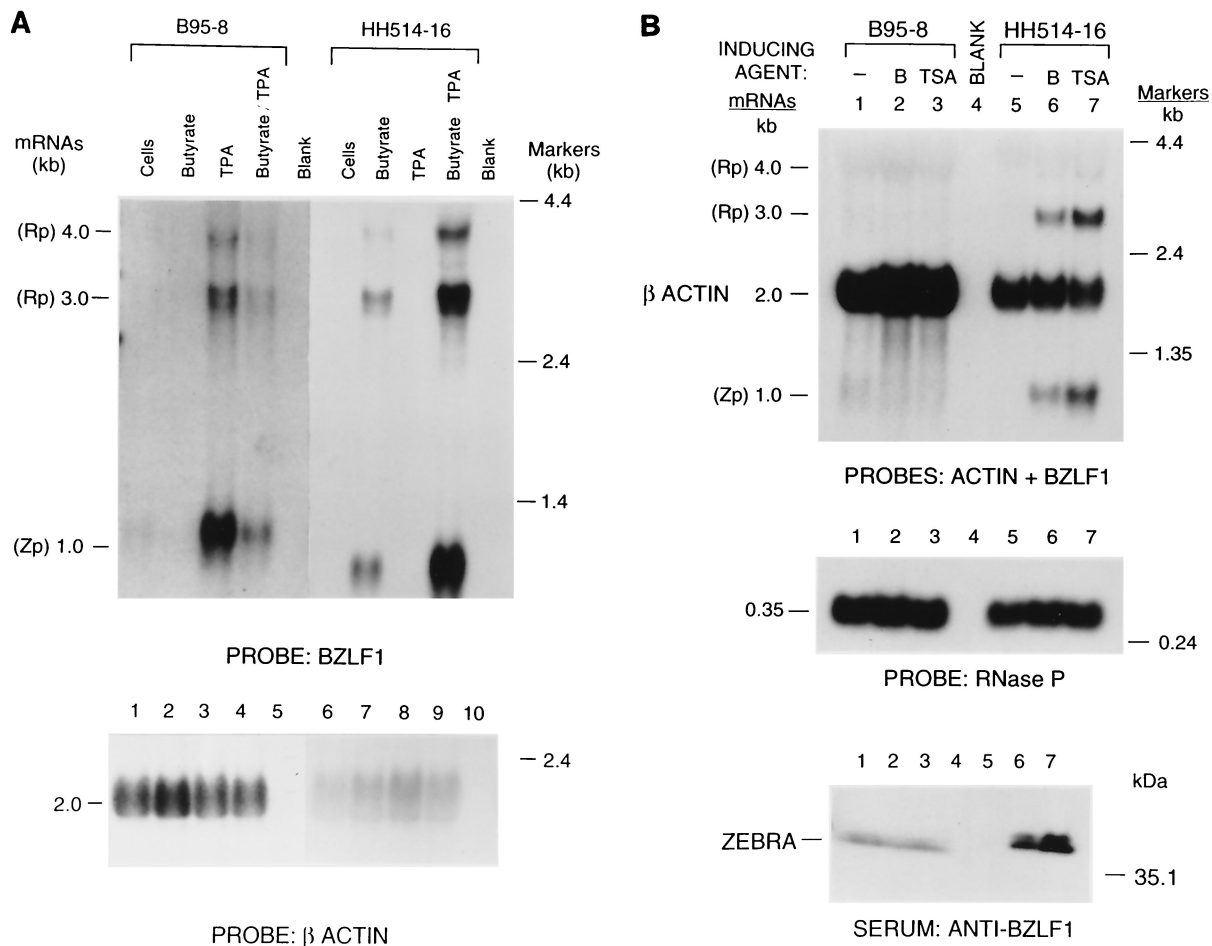 A
B95-8
HH514-16
mRNAs
(kb)
Cells
Butyrate
TPA
Butyrate / TPA
Blank
Cells
Butyrate
TPA
Butyrate TPA
Blank
Markers
(kb)
(Rp) 4.0
(Rp) 3.0
(Zp) 1.0
4.4
2.4
1.4
PROBE: BZLF1
1 2 3 4 5 6 7 8 9 10
2.0
2.4
PROBE: β ACTIN
B
B95-8
BLANK
HH514-16
INDUCING
AGENT:
– B TSA – B TSA
mRNAs
kb
1 2 3 4 5 6 7
Markers
kb
(Rp) 4.0
(Rp) 3.0
β ACTIN 2.0
(Zp) 1.0
4.4
2.4
1.35
PROBES: ACTIN + BZLF1
1 2 3 4 5 6 7
0.35
0.24
PROBE: RNase P
1 2 3 4 5 6 7
kDa
ZEBRA
35.1
SERUM: ANTI-BZLF1